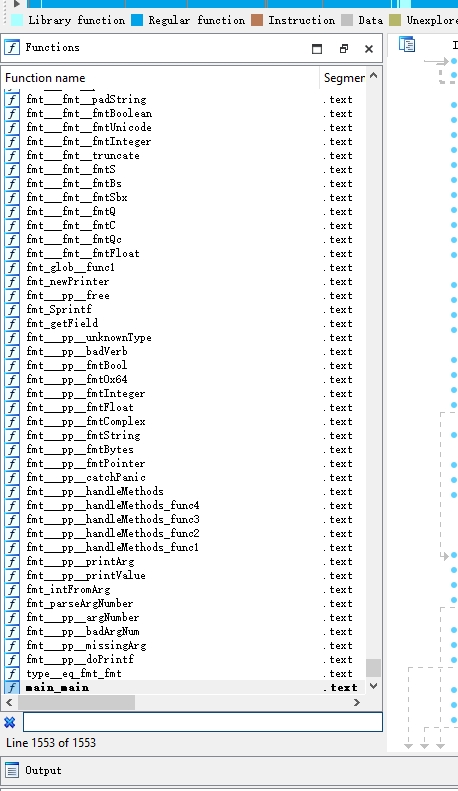 Library function Regular function Instruction Data Unexplore
Functions
Function name Segmen
fmt___fmt__padString .text
fmt___fmt__fmtBoolean .text
fmt___fmt__fmtUnicode .text
fmt___fmt__fmtInteger .text
fmt___fmt__truncate .text
fmt___fmt__fmtS .text
fmt___fmt__fmtBs .text
fmt___fmt__fmtSbx .text
fmt___fmt__fmtQ .text
fmt___fmt__fmtC .text
fmt___fmt__fmtQc .text
fmt___fmt__fmtFloat .text
fmt_glob__func1 .text
fmt_newPrinter .text
fmt___pp__free .text
fmt_Sprintf .text
fmt_getField .text
fmt___pp__unknownType .text
fmt___pp__badVerb .text
fmt___pp__fmtBool .text
fmt___pp__fmt0x64 .text
fmt___pp__fmtInteger .text
fmt___pp__fmtFloat .text
fmt___pp__fmtComplex .text
fmt___pp__fmtString .text
fmt___pp__fmtBytes .text
fmt___pp__fmtPointer .text
fmt___pp__catchPanic .text
fmt___pp__handleMethods .text
fmt___pp__handleMethods_func4 .text
fmt___pp__handleMethods_func3 .text
fmt___pp__handleMethods_func2 .text
fmt___pp__handleMethods_func1 .text
fmt___pp__printArg .text
fmt___pp__printValue .text
fmt_intFromArg .text
fmt_parseArgNumber .text
fmt___pp__argNumber .text
fmt___pp__badArgNum .text
fmt___pp__missingArg .text
fmt___pp__doPrintf .text
type__eq_fmt_fmt .text
main_main .text
Line 1553 of 1553
Output